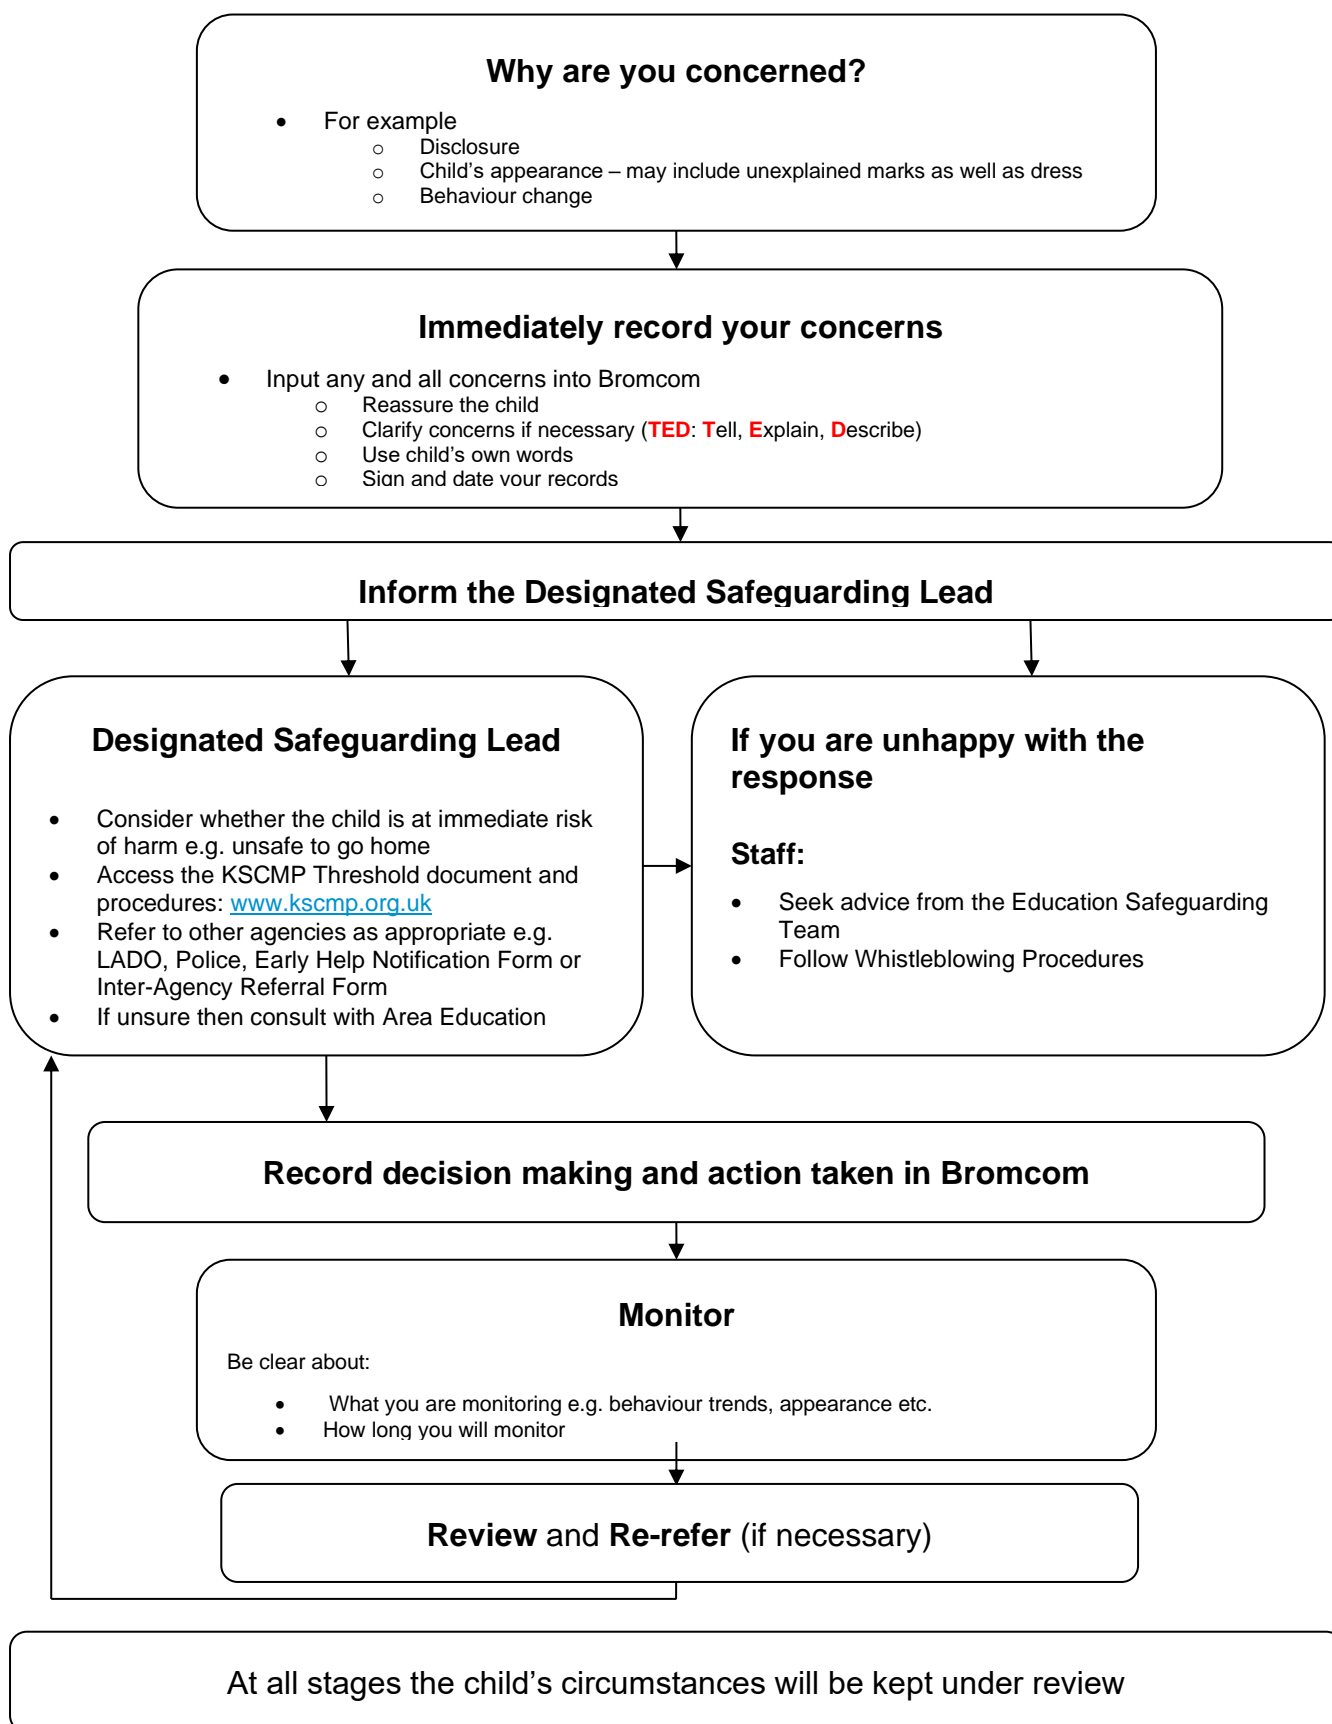 Why are you concerned?
• For example
o Disclosure
o Child’s appearance – may include unexplained marks as well as dress
o Behaviour change
Immediately record your concerns
• Input any and all concerns into Bromcom
o Reassure the child
o Clarify concerns if necessary (TED: Tell, Explain, Describe)
o Use child’s own words
o Sign and date your records
Inform the Designated Safeguarding Lead
Designated Safeguarding Lead
• Consider whether the child is at immediate risk
of harm e.g. unsafe to go home
• Access the KSCMP Threshold document and
procedures: www.kscmp.org.uk
• Refer to other agencies as appropriate e.g.
LADO, Police, Early Help Notification Form or
Inter-Agency Referral Form
• If unsure then consult with Area Education
If you are unhappy with the
response
Staff:
• Seek advice from the Education Safeguarding
Team
• Follow Whistleblowing Procedures
Record decision making and action taken in Bromcom
Monitor
Be clear about:
• What you are monitoring e.g. behaviour trends, appearance etc.
• How long you will monitor
Review and Re-refer (if necessary)
At all stages the child’s circumstances will be kept under review